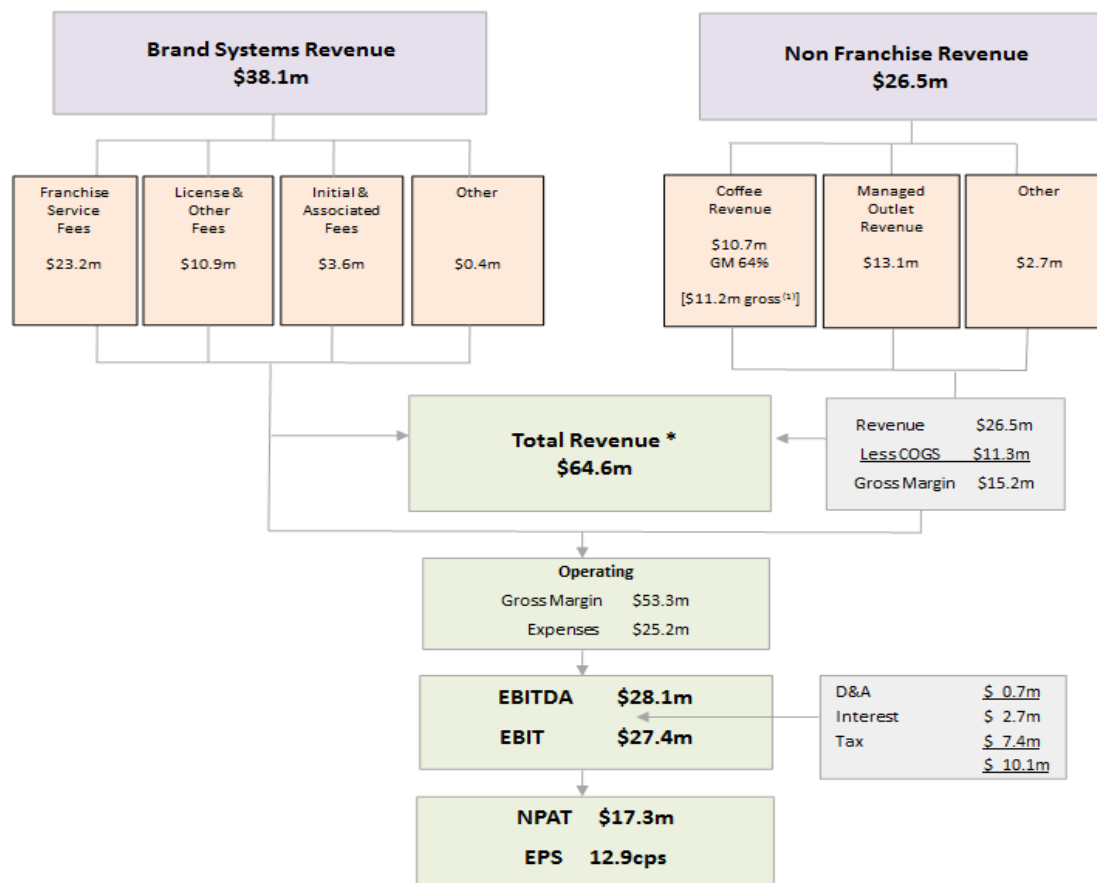 Brand Systems Revenue
$38.1m
Non Franchise Revenue
$26.5m
Franchise
Service
Fees
$23.2m
License &
Other
Fees
$10.9m
Initial &
Associated
Fees
$3.6m
Other
$0.4m
Coffee
Revenue
$10.7m
GM 64%
[$11.2m gross⁽¹⁾]
Managed
Outlet
Revenue
$13.1m
Other
$2.7m
Total Revenue *
$64.6m
Revenue $26.5m
Less COGS $11.3m
Gross Margin $15.2m
Operating
Gross Margin $53.3m
Expenses $25.2m
EBITDA $28.1m
EBIT $27.4m
D&A $ 0.7m
Interest $ 2.7m
Tax $ 7.4m
$ 10.1m
NPAT $17.3m
EPS 12.9cps